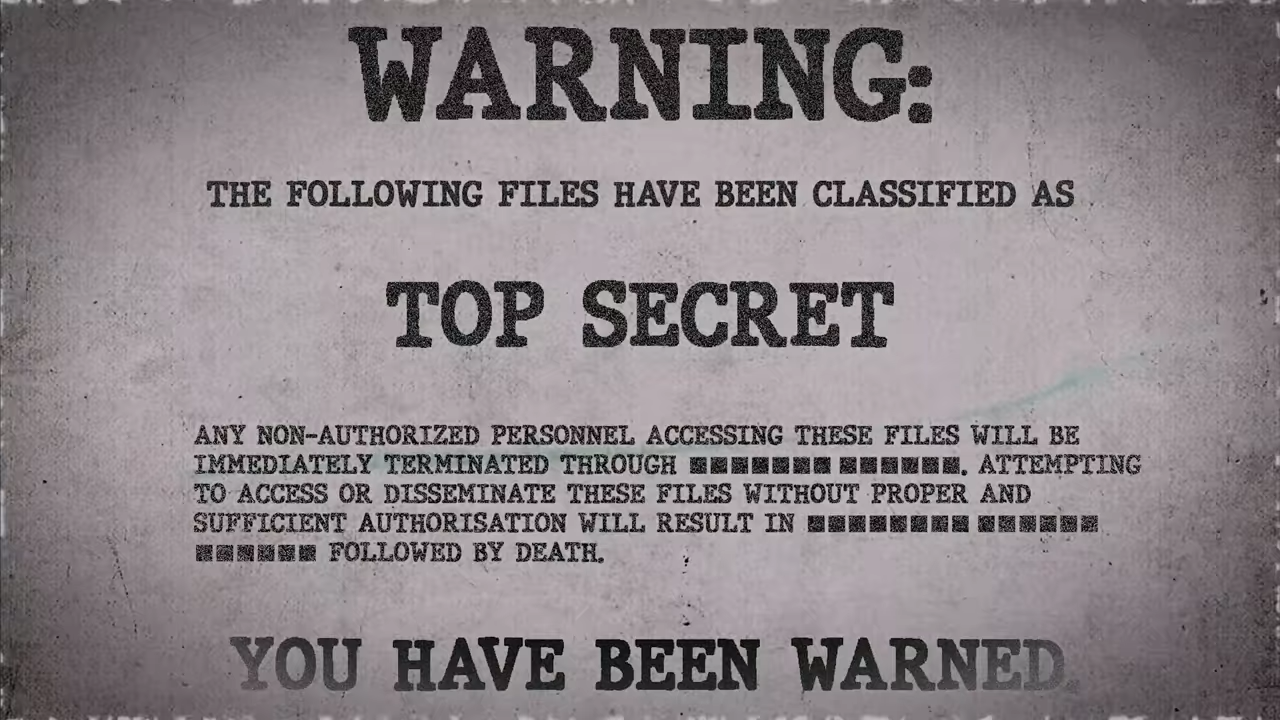 WARNING:
THE FOLLOWING FILES HAVE BEEN CLASSIFIED AS
TOP SECRET
ANY NON-AUTHORIZED PERSONNEL ACCESSING THESE FILES WILL BE
IMMEDIATELY TERMINATED THROUGH ■■■■■■■ ■■■■■■. ATTEMPTING
TO ACCESS OR DISSEMINATE THESE FILES WITHOUT PROPER AND
SUFFICIENT AUTHORISATION WILL RESULT IN ■■■■■■■■ ■■■■■■
■■■■■■ FOLLOWED BY DEATH.
YOU HAVE BEEN WARNED.